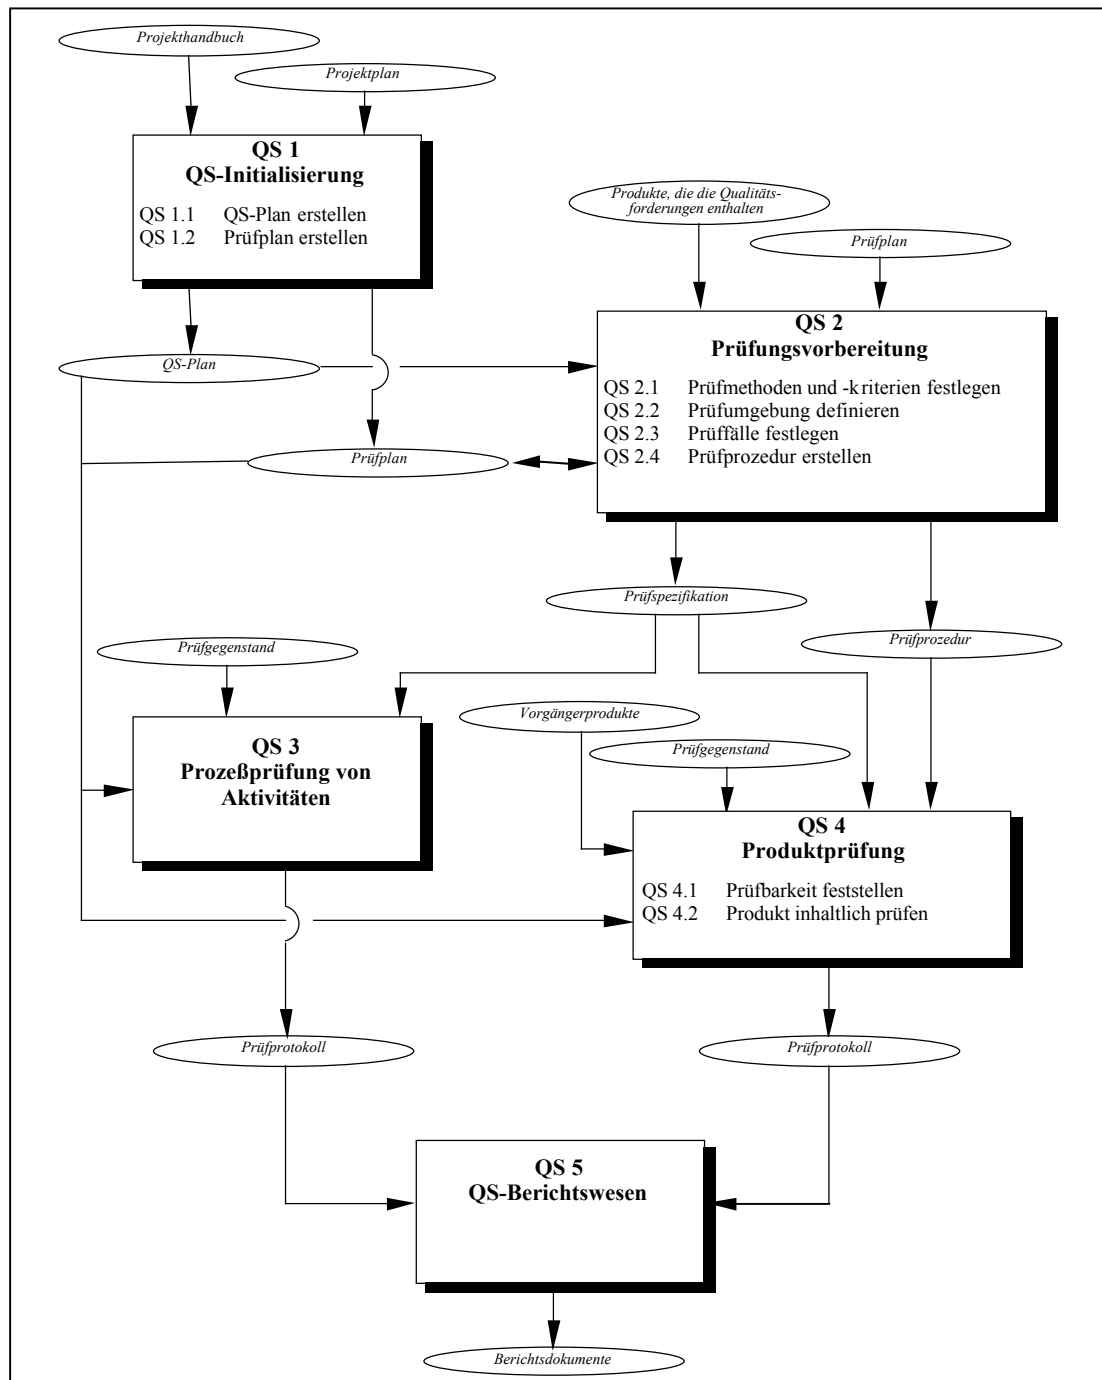 Projekthandbuch
Projektplan
QS 1
QS-Initialisierung
QS 1.1 QS-Plan erstellen
QS 1.2 Prüfplan erstellen
Produkte, die die Qualitäts-
forderungen enthalten
Prüfplan
QS 2
Prüfungsvorbereitung
QS 2.1 Prüfmethoden und -kriterien festlegen
QS 2.2 Prüfumgebung definieren
QS 2.3 Prüffälle festlegen
QS 2.4 Prüfprozedur erstellen
QS-Plan
Prüfplan
Prüfspezifikation
Prüfprozedur
Prüfgegenstand
Vorgängerprodukte
Prüfgegenstand
QS 3
Prozeßprüfung von
Aktivitäten
QS 4
Produktprüfung
QS 4.1 Prüfbarkeit feststellen
QS 4.2 Produkt inhaltlich prüfen
Prüfprotokoll
Prüfprotokoll
QS 5
QS-Berichtswesen
Berichtsdokumente